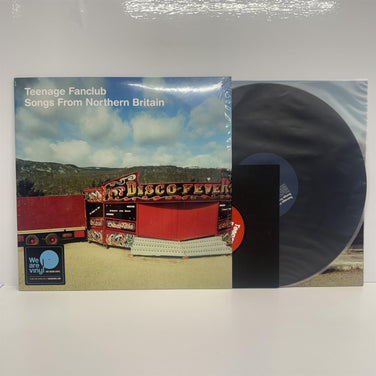 Teenage Fanclub
Songs From Northern Britain
DISCO-FEVER
We are
vinyl